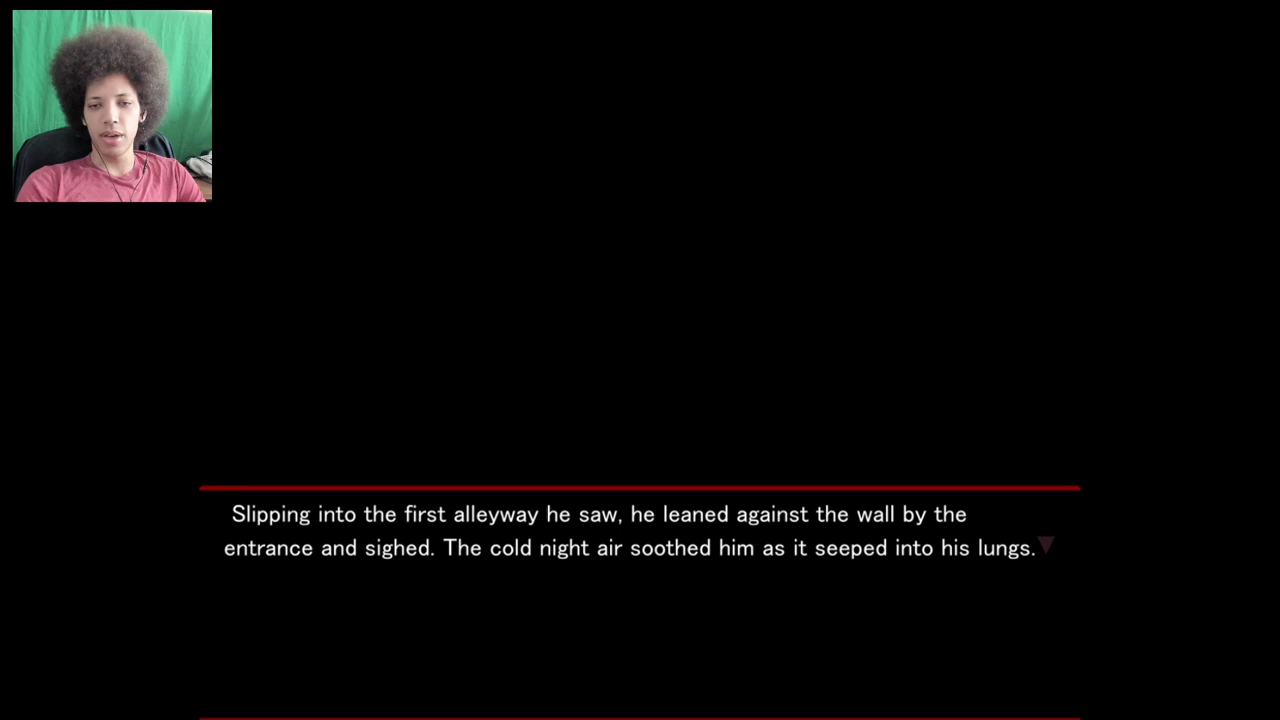 Slipping into the first alleyway he saw, he leaned against the wall by the
entrance and sighed. The cold night air soothed him as it seeped into his lungs.